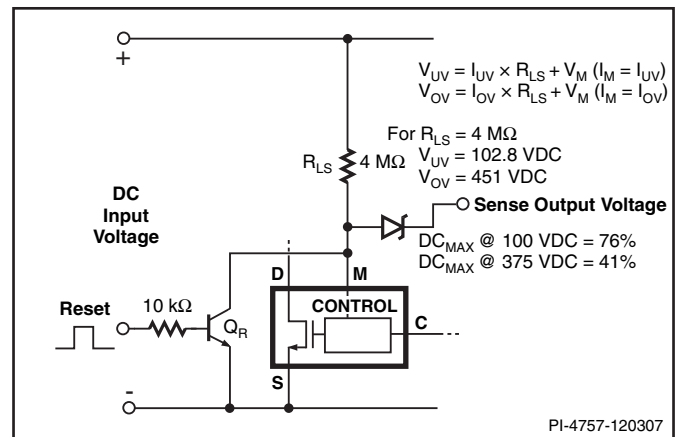 +
V_UV = I_UV × R_LS + V_M (I_M = I_UV)
V_OV = I_OV × R_LS + V_M (I_M = I_OV)
For R_LS = 4 MΩ
V_UV = 102.8 VDC
V_OV = 451 VDC
R_LS
4 MΩ
DC
Input
Voltage
Sense Output Voltage
DC_MAX @ 100 VDC = 76%
DC_MAX @ 375 VDC = 41%
D
M
Reset
10 kΩ
Q_R
CONTROL
C
S
-
PI-4757-120307